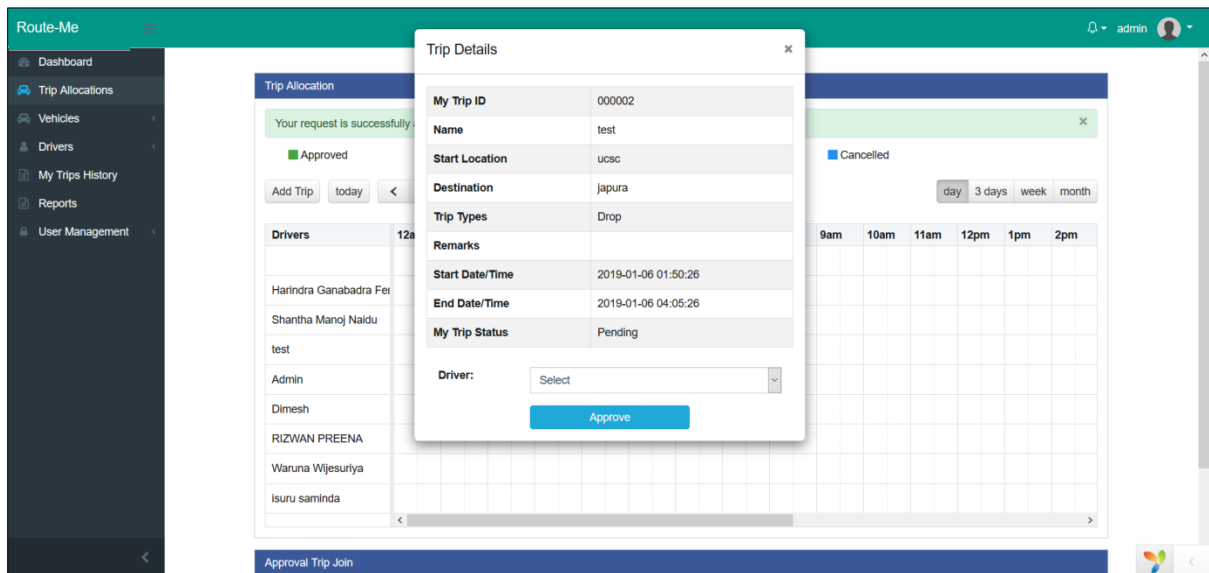 Route-Me
admin
Dashboard
Trip Allocations
Vehicles
Drivers
My Trips History
Reports
User Management
Trip Allocation
Your request is successfully
Approved
Cancelled
Add Trip today
day 3 days week month
Drivers 9am 10am 11am 12pm 1pm 2pm
Harindra Ganabadra Fer
Shantha Manoj Naidu
test
Admin
Dimesh
RIZWAN PREENA
Waruna Wijesuriya
isuru saminda
Approval Trip Join
Trip Details ×
My Trip ID 000002
Name test
Start Location ucsc
Destination japura
Trip Types Drop
Remarks
Start Date/Time 2019-01-06 01:50:26
End Date/Time 2019-01-06 04:05:26
My Trip Status Pending
Driver: Select
Approve